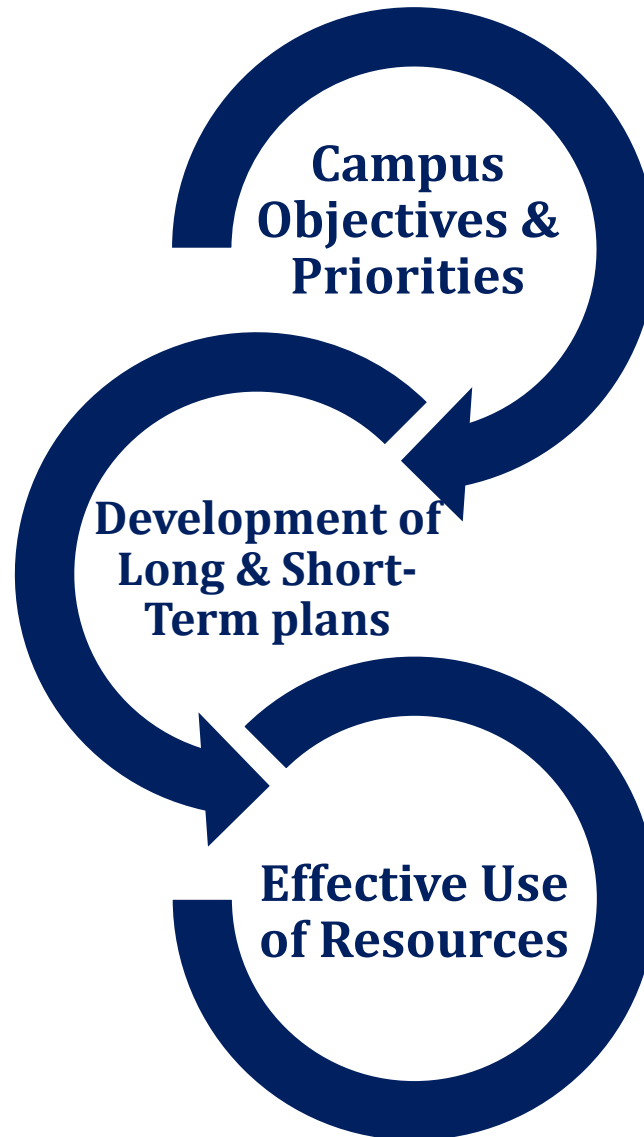 Campus
Objectives &
Priorities
Development of
Long & Short-
Term plans
Effective Use
of Resources